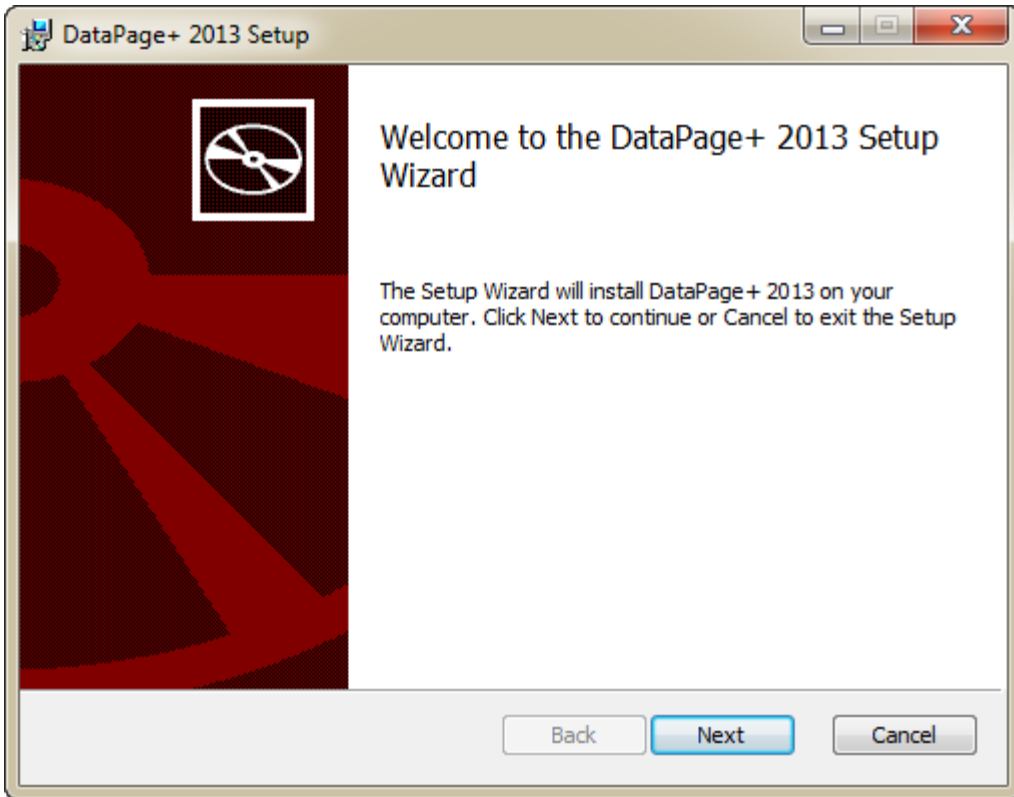 DataPage+ 2013 Setup
Welcome to the DataPage+ 2013 Setup
Wizard
The Setup Wizard will install DataPage+ 2013 on your
computer. Click Next to continue or Cancel to exit the Setup
Wizard.
Back Next Cancel